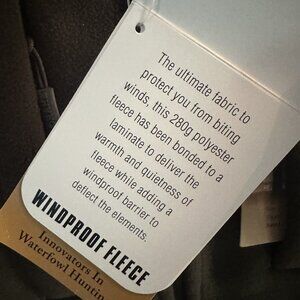 The ultimate fabric to
protect you from biting
winds, this 280g polyester
fleece has been bonded to a
laminate to deliver the
warmth and quietness of
fleece while adding a
windproof barrier to
deflect the elements.
WINDPROOF FLEECE
Innovators In
Waterfowl Huntin